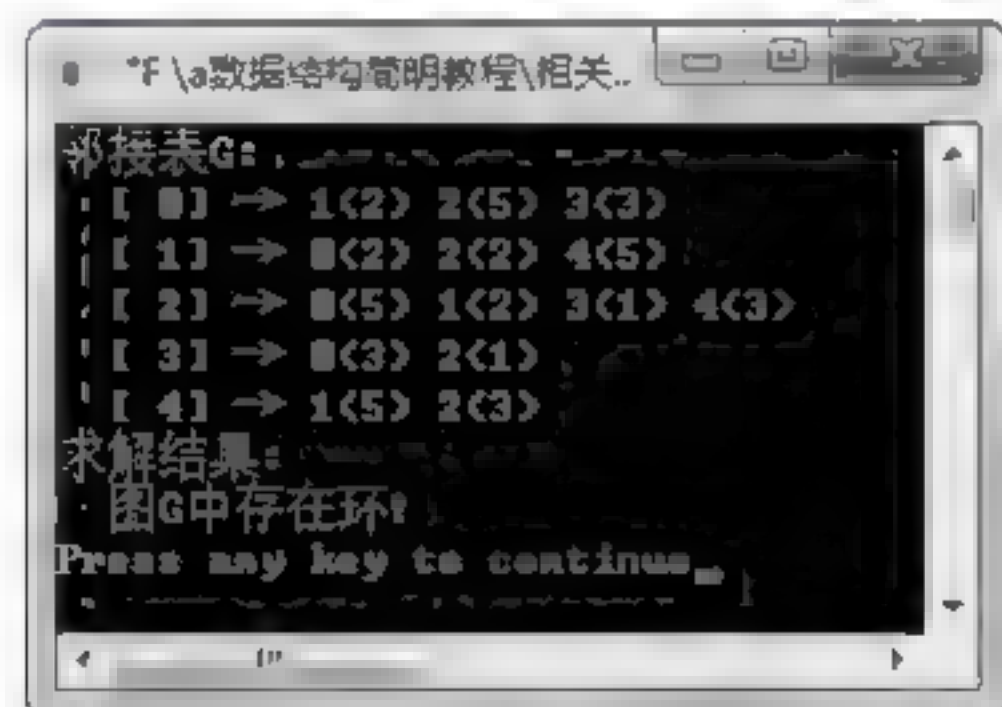 "F \a数据结构简明教程\相关..
邻接表G:
[ 0] → 1(2) 2(5) 3(3)
[ 1] → 0(2) 2(2) 4(5)
[ 2] → 0(5) 1(2) 3(1) 4(3)
[ 3] → 0(3) 2(1)
[ 4] → 1(5) 2(3)
求解结果:
图G中存在环!
Press any key to continue_